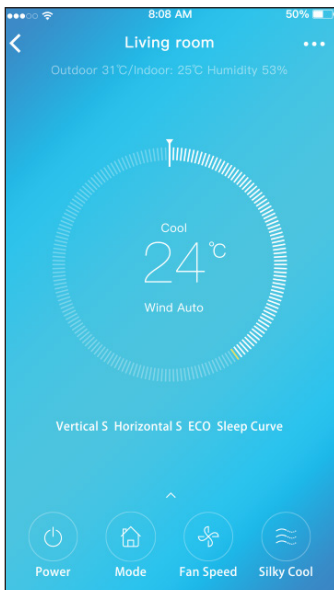 8:08 AM 50%
Living room
Outdoor 31℃/Indoor: 25℃ Humidity 53%
Cool
24℃
Wind Auto
Vertical S Horizontal S ECO Sleep Curve
Power Mode Fan Speed Silky Cool